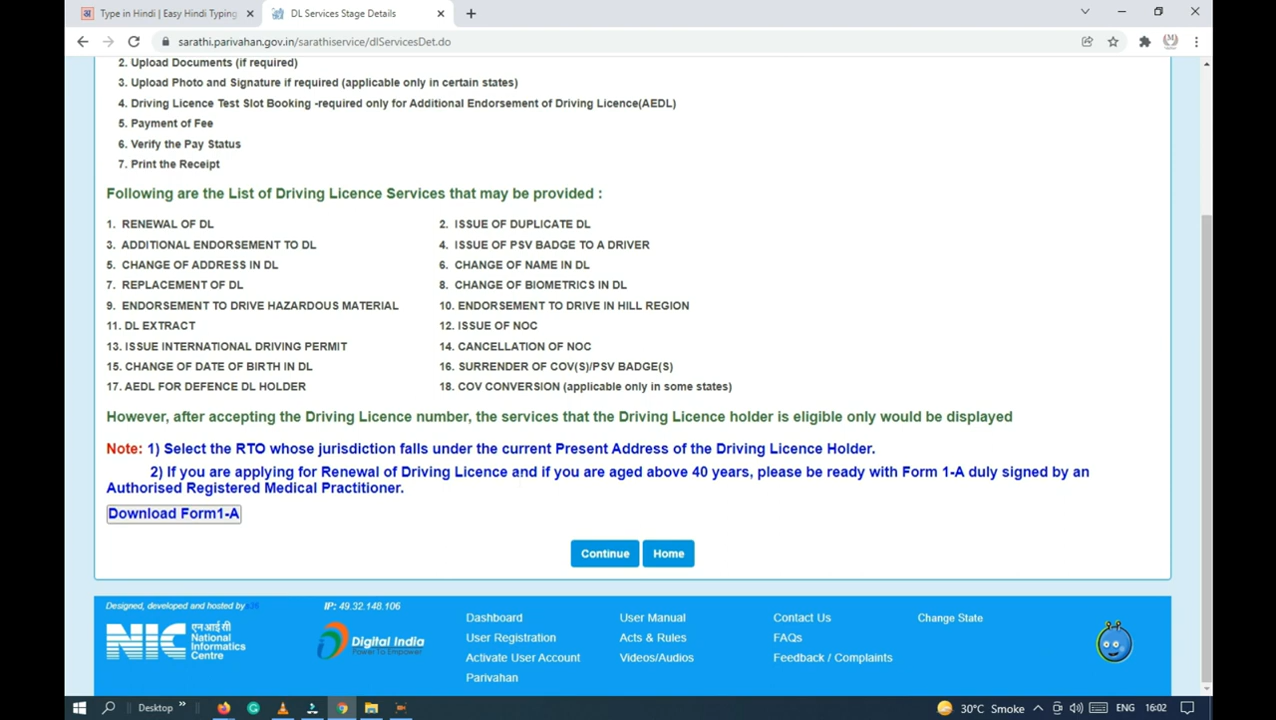 Type in Hindi | Easy Hindi Typing
DL Services Stage Details
sarathi.parivahan.gov.in/sarathiservice/dlServicesDet.do
2. Upload Documents (if required)
3. Upload Photo and Signature if required (applicable only in certain states)
4. Driving Licence Test Slot Booking -required only for Additional Endorsement of Driving Licence(AEDL)
5. Payment of Fee
6. Verify the Pay Status
7. Print the Receipt
Following are the List of Driving Licence Services that may be provided :
1. RENEWAL OF DL 2. ISSUE OF DUPLICATE DL
3. ADDITIONAL ENDORSEMENT TO DL 4. ISSUE OF PSV BADGE TO A DRIVER
5. CHANGE OF ADDRESS IN DL 6. CHANGE OF NAME IN DL
7. REPLACEMENT OF DL 8. CHANGE OF BIOMETRICS IN DL
9. ENDORSEMENT TO DRIVE HAZARDOUS MATERIAL 10. ENDORSEMENT TO DRIVE IN HILL REGION
11. DL EXTRACT 12. ISSUE OF NOC
13. ISSUE INTERNATIONAL DRIVING PERMIT 14. CANCELLATION OF NOC
15. CHANGE OF DATE OF BIRTH IN DL 16. SURRENDER OF COV(S)/PSV BADGE(S)
17. AEDL FOR DEFENCE DL HOLDER 18. COV CONVERSION (applicable only in some states)
However, after accepting the Driving Licence number, the services that the Driving Licence holder is eligible only would be displayed
Note: 1) Select the RTO whose jurisdiction falls under the current Present Address of the Driving Licence Holder.
2) If you are applying for Renewal of Driving Licence and if you are aged above 40 years, please be ready with Form 1-A duly signed by an
Authorised Registered Medical Practitioner.
Download Form1-A
Continue Home
Designed, developed and hosted by
IP: 49.32.148.106
NIC
एन आई सी
National
Informatics
Centre
Digital India
Power To Empower
Dashboard User Manual Contact Us Change State
User Registration Acts & Rules FAQs
Activate User Account Videos/Audios Feedback / Complaints
Parivahan
Desktop
30°C Smoke
ENG 16:02